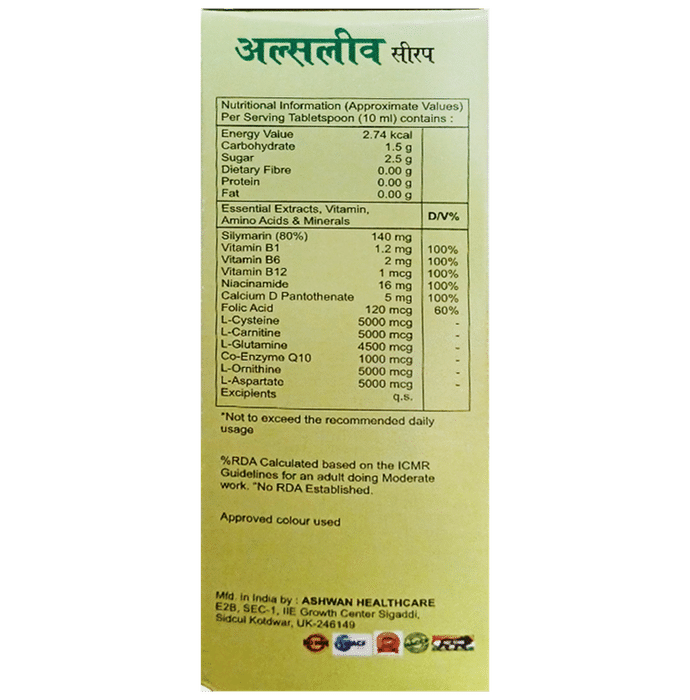 अल्सलीव सीरप
Nutritional Information (Approximate Values)
Per Serving Tabletspoon (10 ml) contains :
Energy Value 2.74 kcal
Carbohydrate 1.5 g
Sugar 2.5 g
Dietary Fibre 0.00 g
Protein 0.00 g
Fat 0.00 g
Essential Extracts, Vitamin,
Amino Acids & Minerals D/V%
Silymarin (80%) 140 mg
Vitamin B1 1.2 mg 100%
Vitamin B6 2 mg 100%
Vitamin B12 1 mcg 100%
Niacinamide 16 mg 100%
Calcium D Pantothenate 5 mg 100%
Folic Acid 120 mcg 60%
L-Cysteine 5000 mcg -
L-Carnitine 5000 mcg -
L-Glutamine 4500 mcg -
Co-Enzyme Q10 1000 mcg -
L-Ornithine 5000 mcg -
L-Aspartate 5000 mcg -
Excipients q.s.
*Not to exceed the recommended daily
usage
%RDA Calculated based on the ICMR
Guidelines for an adult doing Moderate
work. *No RDA Established.
Approved colour used
Mfd. in India by : ASHWAN HEALTHCARE
E2B, SEC-1, IIE Growth Center Sigaddi,
Sidcul Kotdwar, UK-246149